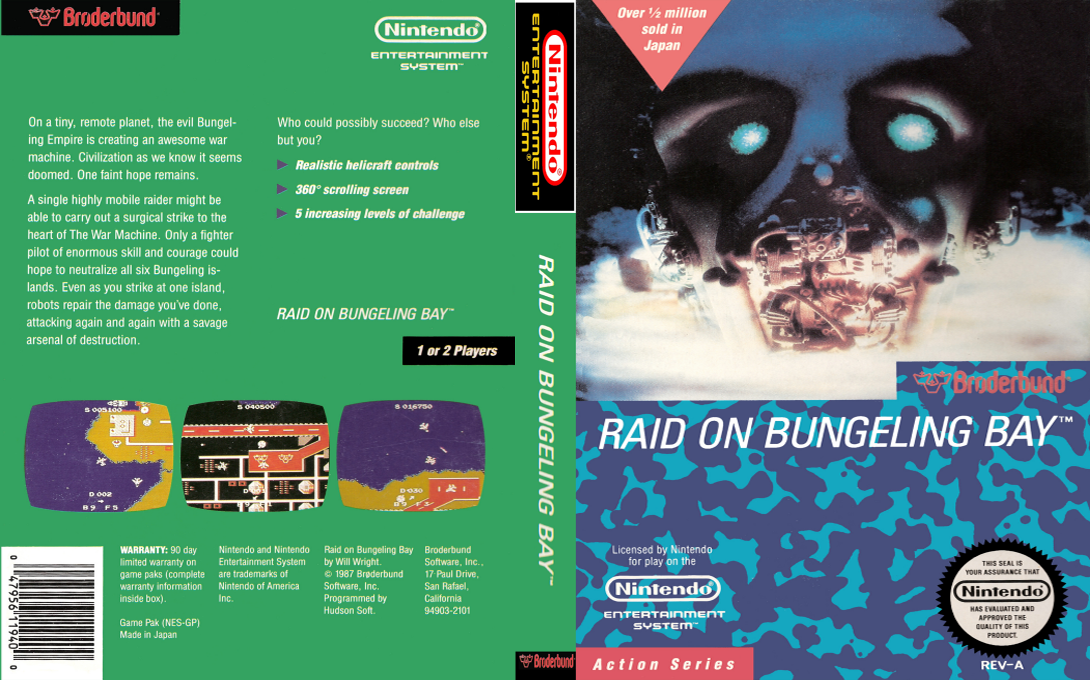 Brøderbund®
Nintendo®
ENTERTAINMENT
SYSTEM™
On a tiny, remote planet, the evil Bungel-
ing Empire is creating an awesome war
machine. Civilization as we know it seems
doomed. One faint hope remains.
A single highly mobile raider might be
able to carry out a surgical strike to the
heart of The War Machine. Only a fighter
pilot of enormous skill and courage could
hope to neutralize all six Bungeling is-
lands. Even as you strike at one island,
robots repair the damage you've done,
attacking again and again with a savage
arsenal of destruction.
Who could possibly succeed? Who else
but you?
Realistic helicraft controls
360° scrolling screen
5 increasing levels of challenge
RAID ON BUNGELING BAY™
1 or 2 Players
S 005100
D 002
B 9 F 5
S 040500
S 016750
D 030
0 47956 11940 0
WARRANTY: 90 day
limited warranty on
game paks (complete
warranty information
inside box).
Game Pak (NES-GP)
Made in Japan
Nintendo and Nintendo
Entertainment System
are trademarks of
Nintendo of America
Inc.
Raid on Bungeling Bay
by Will Wright.
© 1987 Brøderbund
Software, Inc.
Programmed by
Hudson Soft.
Broderbund
Software, Inc.,
17 Paul Drive,
San Rafael,
California
94903-2101
Nintendo®
ENTERTAINMENT
SYSTEM®
RAID ON BUNGELING BAY™
Brøderbund
Over ½ million
sold in
Japan
Brøderbund
RAID ON BUNGELING BAY™
Licensed by Nintendo
for play on the
Nintendo®
ENTERTAINMENT
SYSTEM™
Action Series
THIS SEAL IS
YOUR ASSURANCE THAT
Nintendo®
HAS EVALUATED AND
APPROVED THE
QUALITY OF THIS
PRODUCT.
REV-A